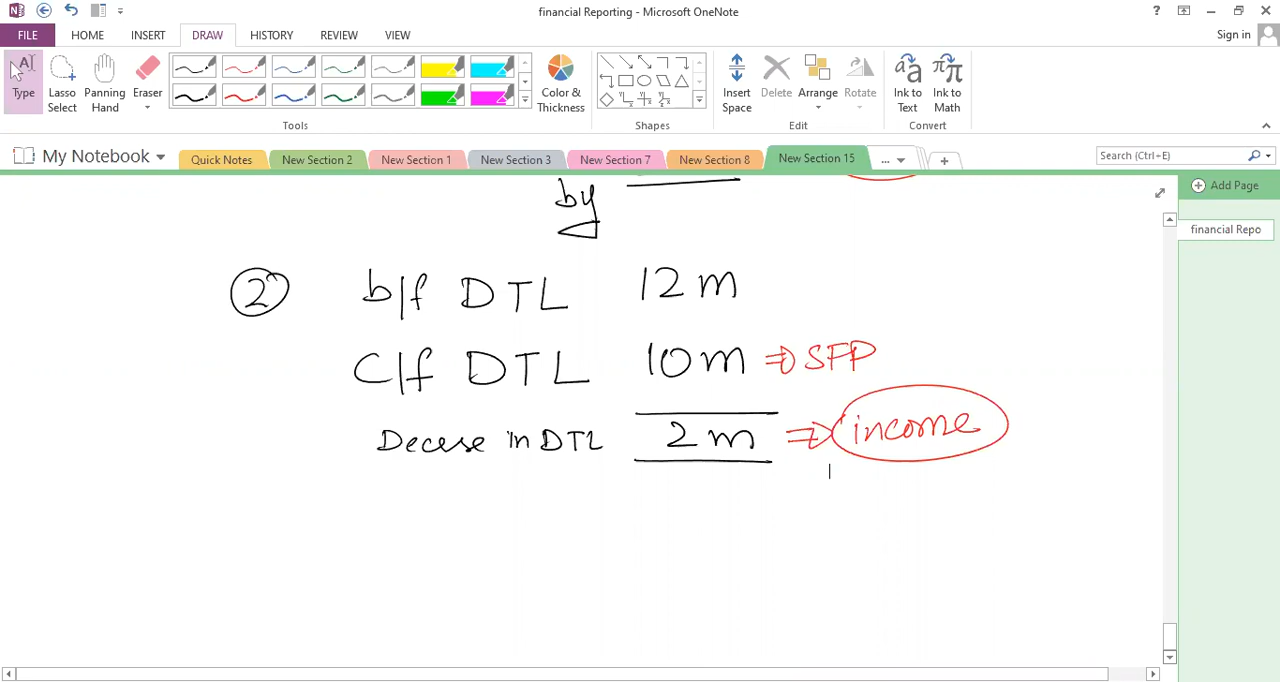 financial Reporting - Microsoft OneNote
Sign in
FILE HOME INSERT DRAW HISTORY REVIEW VIEW
Type Lasso Select Panning Hand Eraser Color & Thickness Insert Space Delete Arrange Rotate Ink to Text Ink to Math
Tools Shapes Edit Convert
My Notebook Quick Notes New Section 2 New Section 1 New Section 3 New Section 7 New Section 8 New Section 15 ... Search (Ctrl+E)
Add Page
financial Repo
by
2 b/f DTL 12 m
C/f DTL 10 m ⇒ SFP
Decese in DTL 2 m ⇒ income